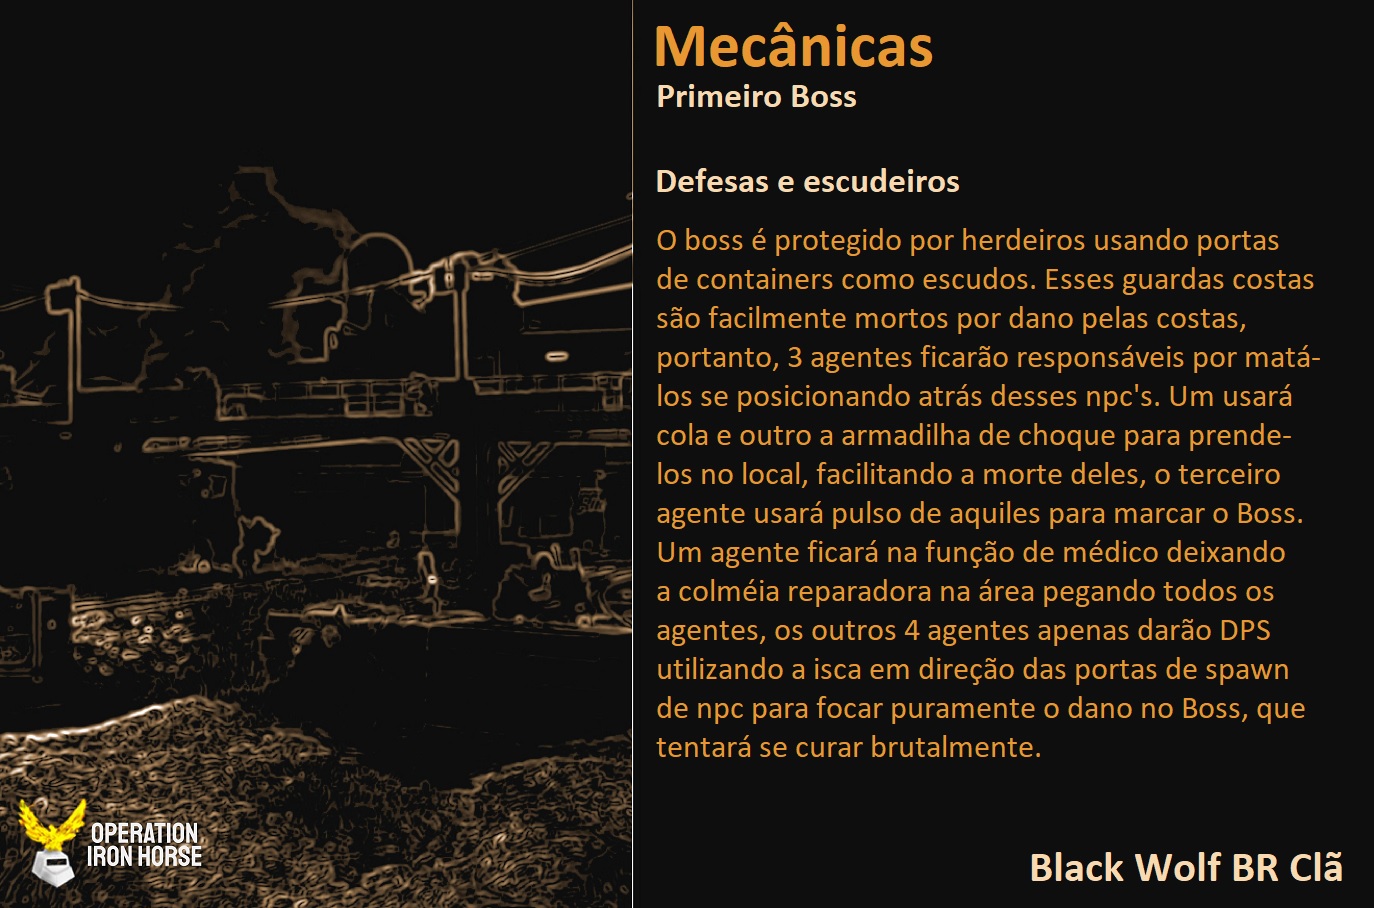 Mecânicas
Primeiro Boss
Defesas e escudeiros
O boss é protegido por herdeiros usando portas
de containers como escudos. Esses guardas costas
são facilmente mortos por dano pelas costas,
portanto, 3 agentes ficarão responsáveis por matá-
los se posicionando atrás desses npc's. Um usará
cola e outro a armadilha de choque para prende-
los no local, facilitando a morte deles, o terceiro
agente usará pulso de aquiles para marcar o Boss.
Um agente ficará na função de médico deixando
a colméia reparadora na área pegando todos os
agentes, os outros 4 agentes apenas darão DPS
utilizando a isca em direção das portas de spawn
de npc para focar puramente o dano no Boss, que
tentará se curar brutalmente.
OPERATION
IRON HORSE
Black Wolf BR Clã